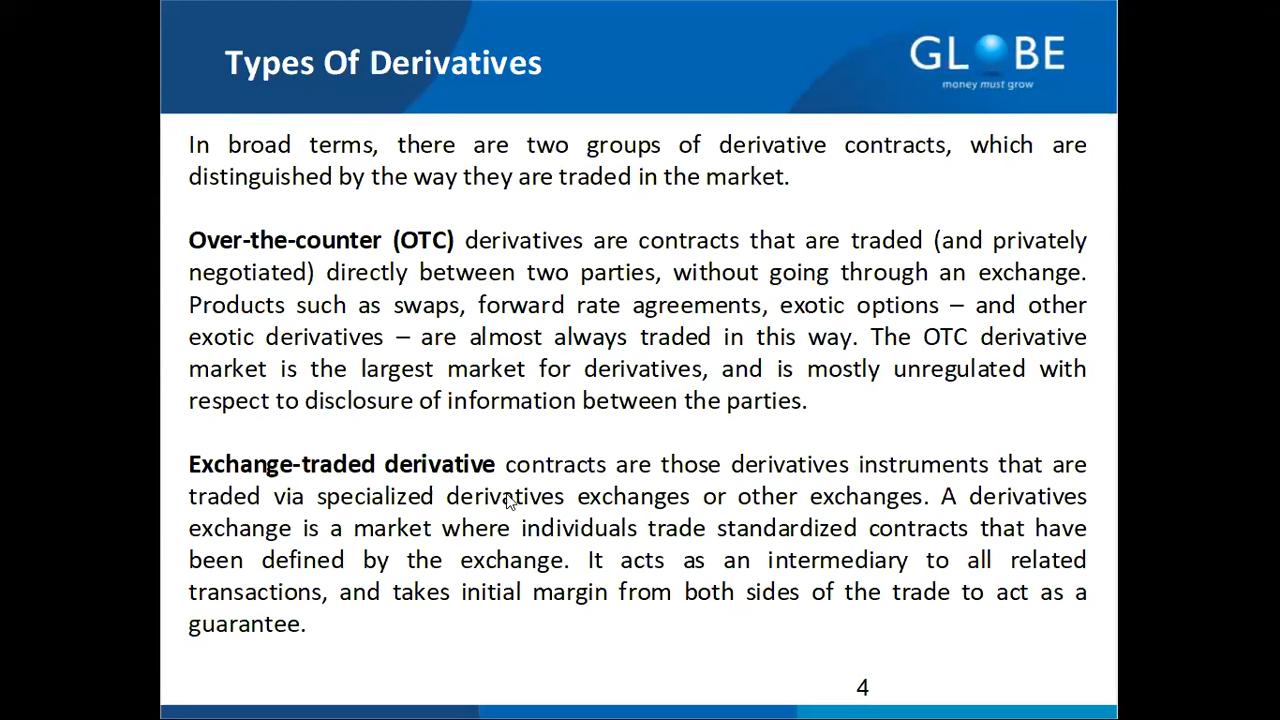 Types Of Derivatives
GLOBE
money must grow
In broad terms, there are two groups of derivative contracts, which are
distinguished by the way they are traded in the market.
Over-the-counter (OTC) derivatives are contracts that are traded (and privately
negotiated) directly between two parties, without going through an exchange.
Products such as swaps, forward rate agreements, exotic options – and other
exotic derivatives – are almost always traded in this way. The OTC derivative
market is the largest market for derivatives, and is mostly unregulated with
respect to disclosure of information between the parties.
Exchange-traded derivative contracts are those derivatives instruments that are
traded via specialized derivatives exchanges or other exchanges. A derivatives
exchange is a market where individuals trade standardized contracts that have
been defined by the exchange. It acts as an intermediary to all related
transactions, and takes initial margin from both sides of the trade to act as a
guarantee.
4